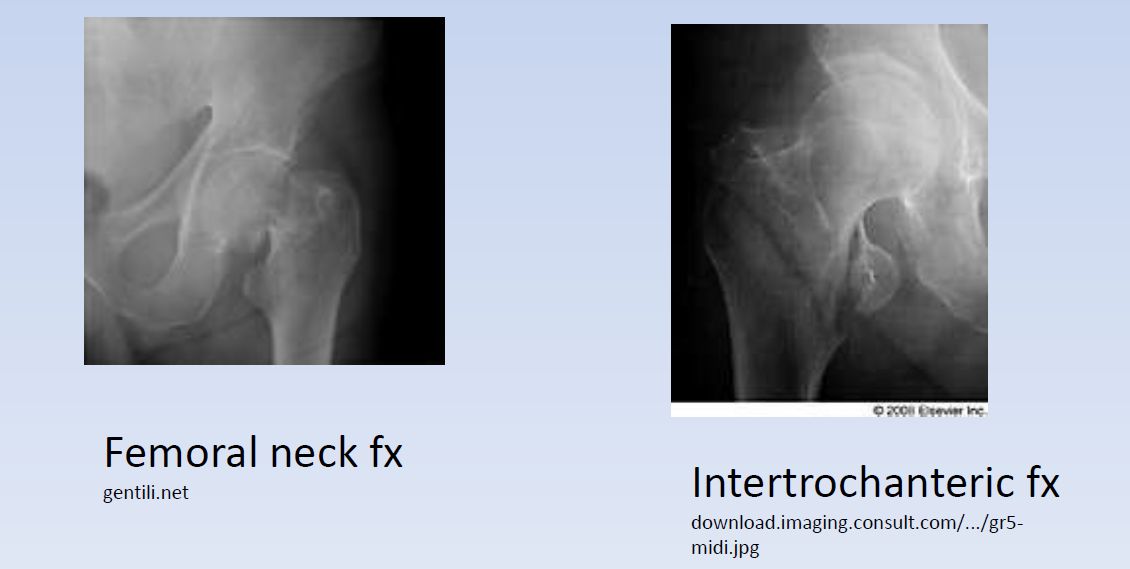 © 2008 Elsevier Inc.
Femoral neck fx
gentili.net
Intertrochanteric fx
download.imaging.consult.com/.../gr5-
midi.jpg